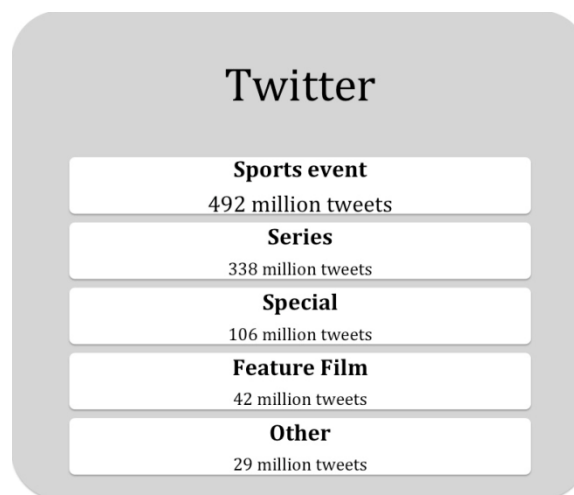 Twitter
Sports event
492 million tweets
Series
338 million tweets
Special
106 million tweets
Feature Film
42 million tweets
Other
29 million tweets